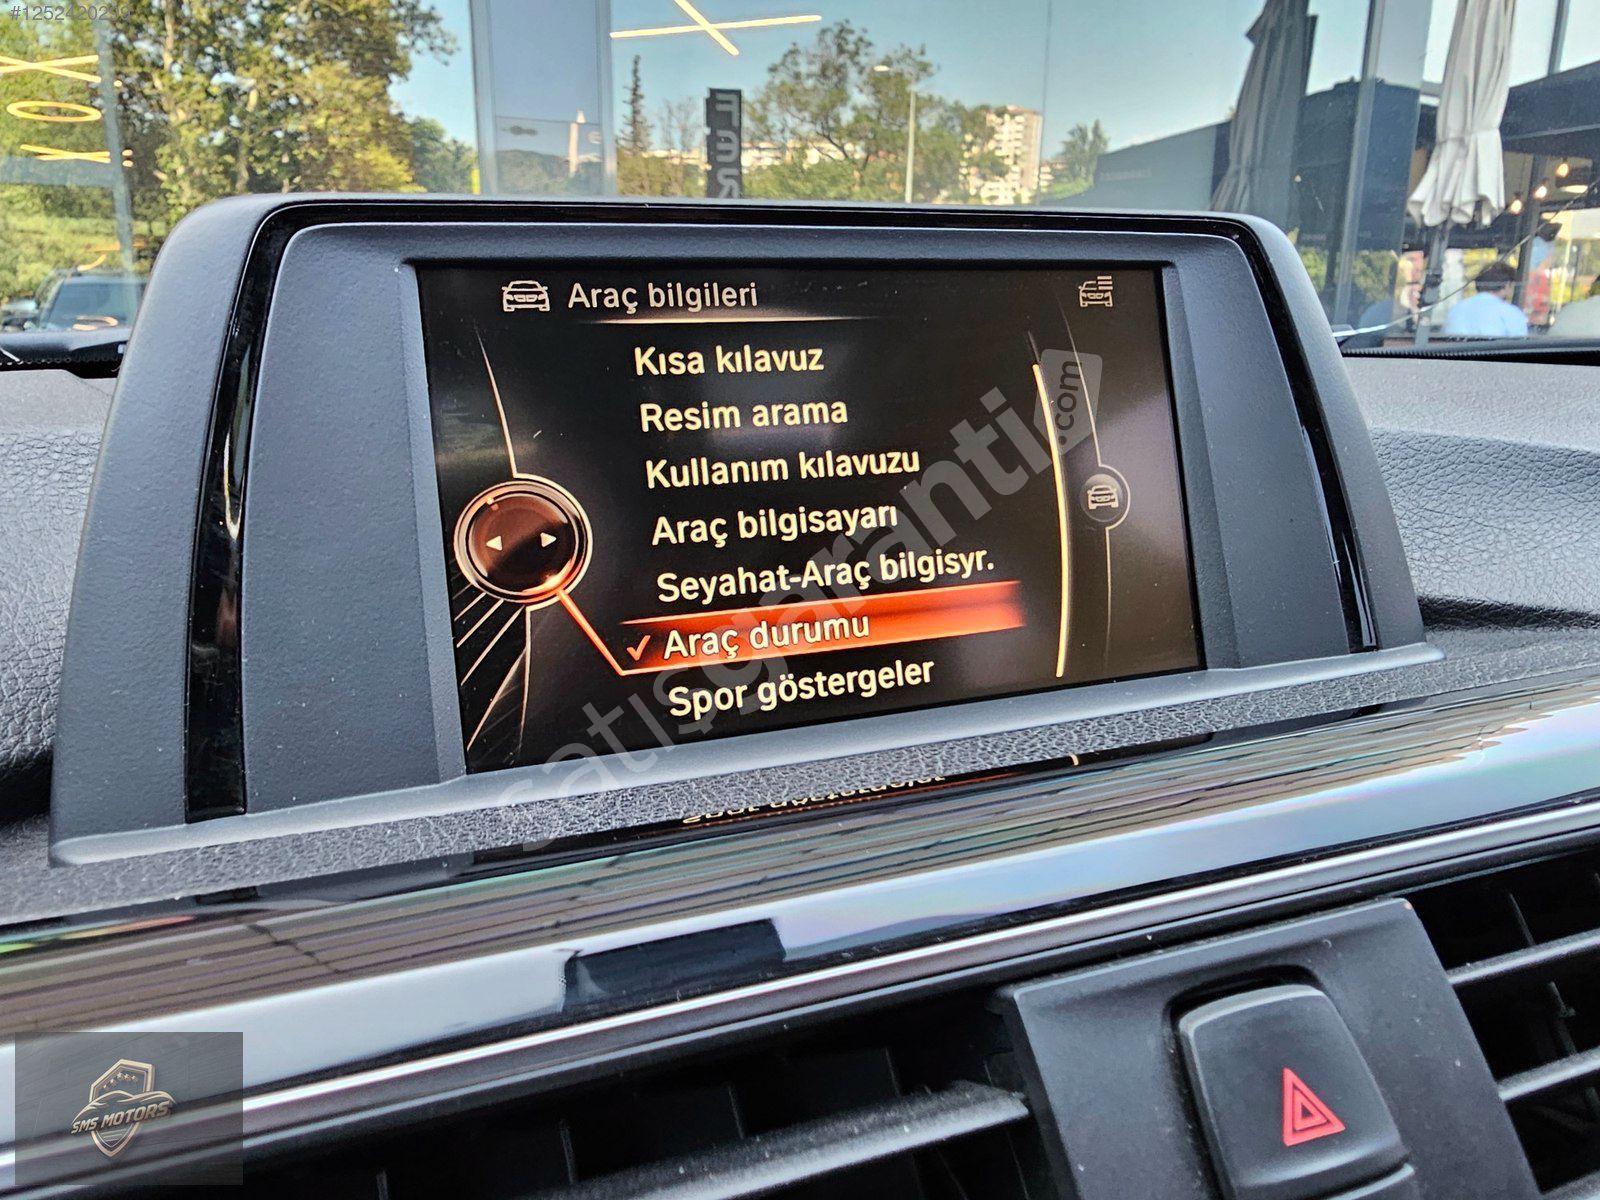 Araç bilgileri
Kısa kılavuz
Resim arama
Kullanım kılavuzu
Araç bilgisayarı
Seyahat-Araç bilgisyr.
Araç durumu
Spor göstergeler
satışgaranti.com
SMS MOTORS